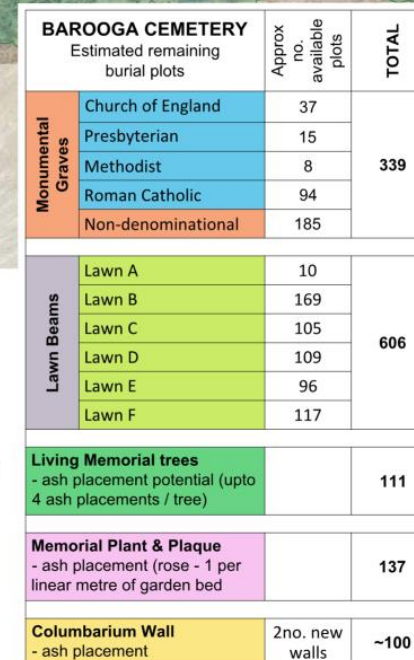 BAROOGA CEMETERY
Estimated remaining
burial plots
Approx
no.
available
plots
TOTAL
Monumental
Graves
Church of England 37
Presbyterian 15
Methodist 8
Roman Catholic 94
Non-denominational 185
339
Lawn Beams
Lawn A 10
Lawn B 169
Lawn C 105
Lawn D 109
Lawn E 96
Lawn F 117
606
Living Memorial trees
- ash placement potential (upto
4 ash placements / tree)
111
Memorial Plant & Plaque
- ash placement (rose - 1 per
linear metre of garden bed
137
Columbarium Wall
- ash placement
2no. new
walls
~100